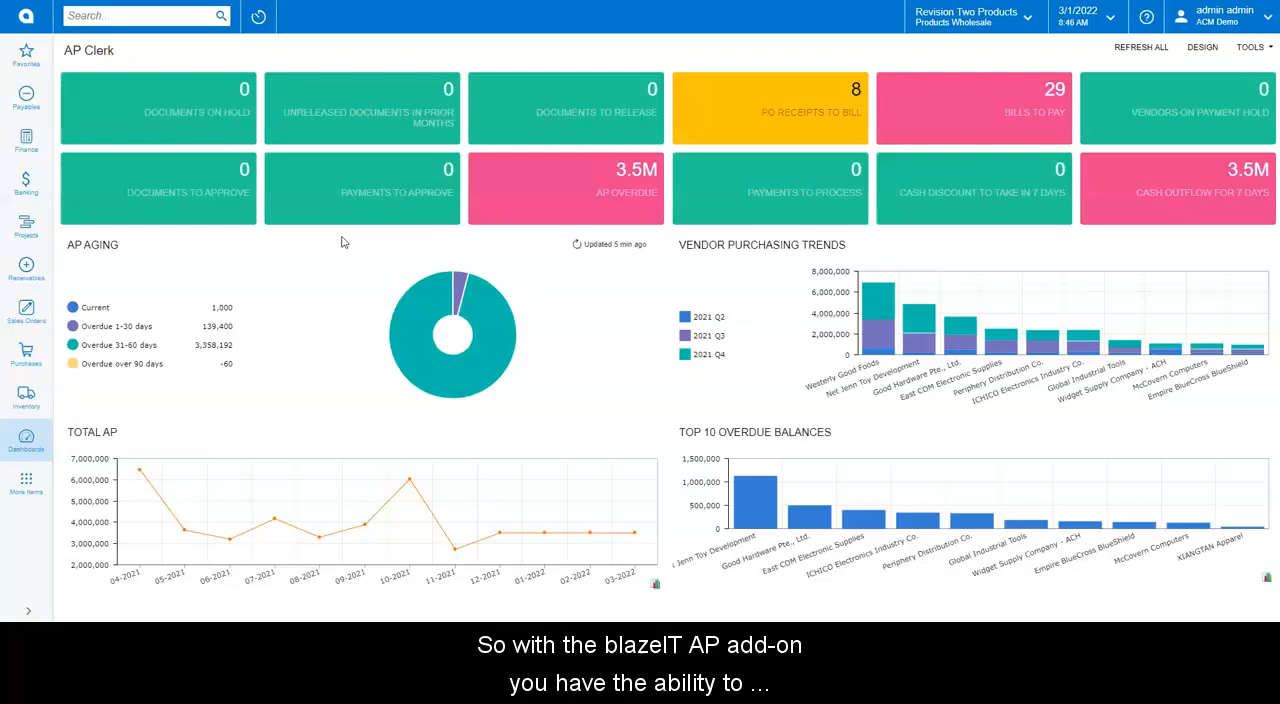 Search...
Revision Two Products
Products Wholesale
3/1/2022
8:46 AM
admin admin
ACM Demo
Favorites
Payables
Finance
Banking
Projects
Receivables
Sales Orders
Purchases
Inventory
Dashboards
More Items
AP Clerk
REFRESH ALL
DESIGN
TOOLS
0
DOCUMENTS ON HOLD
0
UNRELEASED DOCUMENTS IN PRIOR
MONTHS
0
DOCUMENTS TO RELEASE
8
PO RECEIPTS TO BILL
29
BILLS TO PAY
0
VENDORS ON PAYMENT HOLD
0
DOCUMENTS TO APPROVE
0
PAYMENTS TO APPROVE
3.5M
AP OVERDUE
0
PAYMENTS TO PROCESS
0
CASH DISCOUNT TO TAKE IN 7 DAYS
3.5M
CASH OUTFLOW FOR 7 DAYS
AP AGING
Updated 5 min ago
Current 1,000
Overdue 1-30 days 139,400
Overdue 31-60 days 3,358,192
Overdue over 90 days -60
VENDOR PURCHASING TRENDS
2021 Q2
2021 Q3
2021 Q4
8,000,000
6,000,000
4,000,000
2,000,000
0
Westerly Good Foods
Net Jenn Toy Development
Good Hardware Pte., Ltd.
East COM Electronic Supplies
Periphery Distribution Co.
ICHICO Electronics Industry Co.
Global Industrial Tools
Widget Supply Company - ACH
McCovern Computers
Empire BlueCross BlueShield
TOTAL AP
7,000,000
6,000,000
5,000,000
4,000,000
3,000,000
2,000,000
04-2021
05-2021
06-2021
07-2021
08-2021
09-2021
10-2021
11-2021
12-2021
01-2022
02-2022
03-2022
TOP 10 OVERDUE BALANCES
1,500,000
1,000,000
500,000
0
Jenn Toy Development
Good Hardware Pte., Ltd.
East COM Electronic Supplies
ICHICO Electronics Industry Co.
Periphery Distribution Co.
Global Industrial Tools
Widget Supply Company - ACH
Empire BlueCross BlueShield
McCovern Computers
XIANGTAN Apparel
So with the blazeIT AP add-on
you have the ability to ...